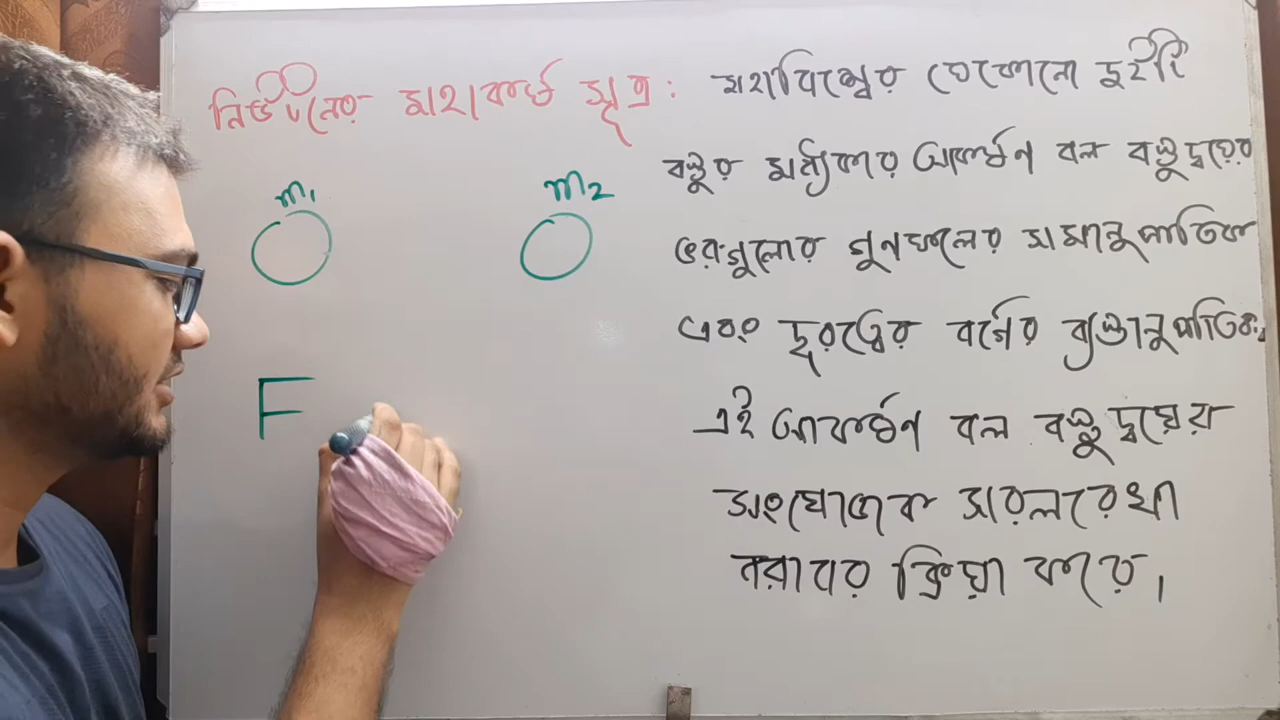 নিউটনের মহাকর্ষ সূত্র: মহাবিশ্বের যেকোনো দুইটি
বস্তুর মধ্যকার আকর্ষণ বল বস্তুদ্বয়ের
ভরগুলোর গুনফলের সমানুপাতিক
এবং দূরত্বের বর্গের ব্যস্তানুপাতিক।
এই আকর্ষণ বল বস্তুদ্বয়ের
সংযোজক সরলরেখা
বরাবর ক্রিয়া করে।
m₁ m₂
F